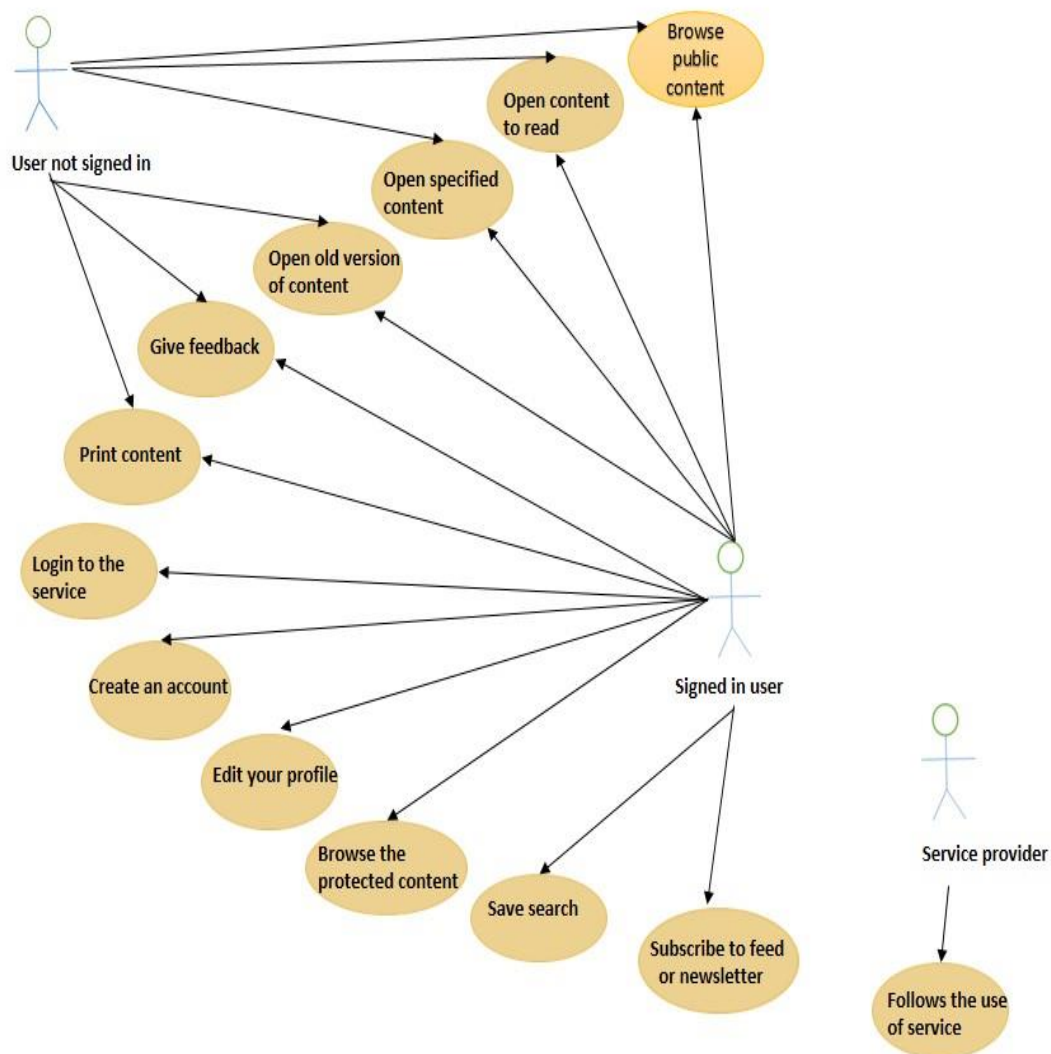 Browse
public
content
Open content
to read
User not signed in
Open specified
content
Open old version
of content
Give feedback
Print content
Login to the
service
Create an account
Signed in user
Edit your profile
Browse the
protected content
Service provider
Save search
Subscribe to feed
or newsletter
Follows the use
of service